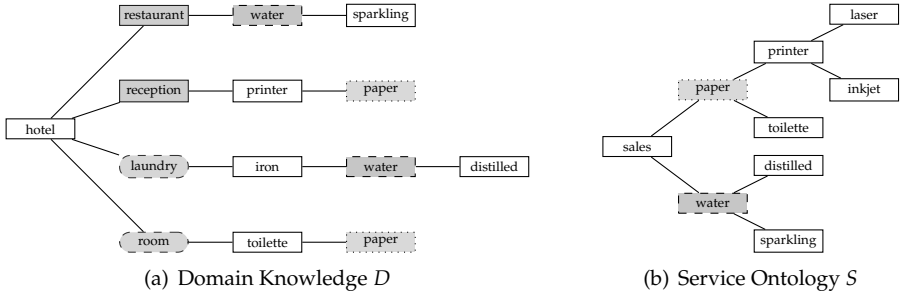 restaurant
water
sparkling
reception
printer
paper
hotel
laundry
iron
water
distilled
room
toilette
paper
(a) Domain Knowledge D
laser
printer
inkjet
paper
toilette
sales
distilled
water
sparkling
(b) Service Ontology S